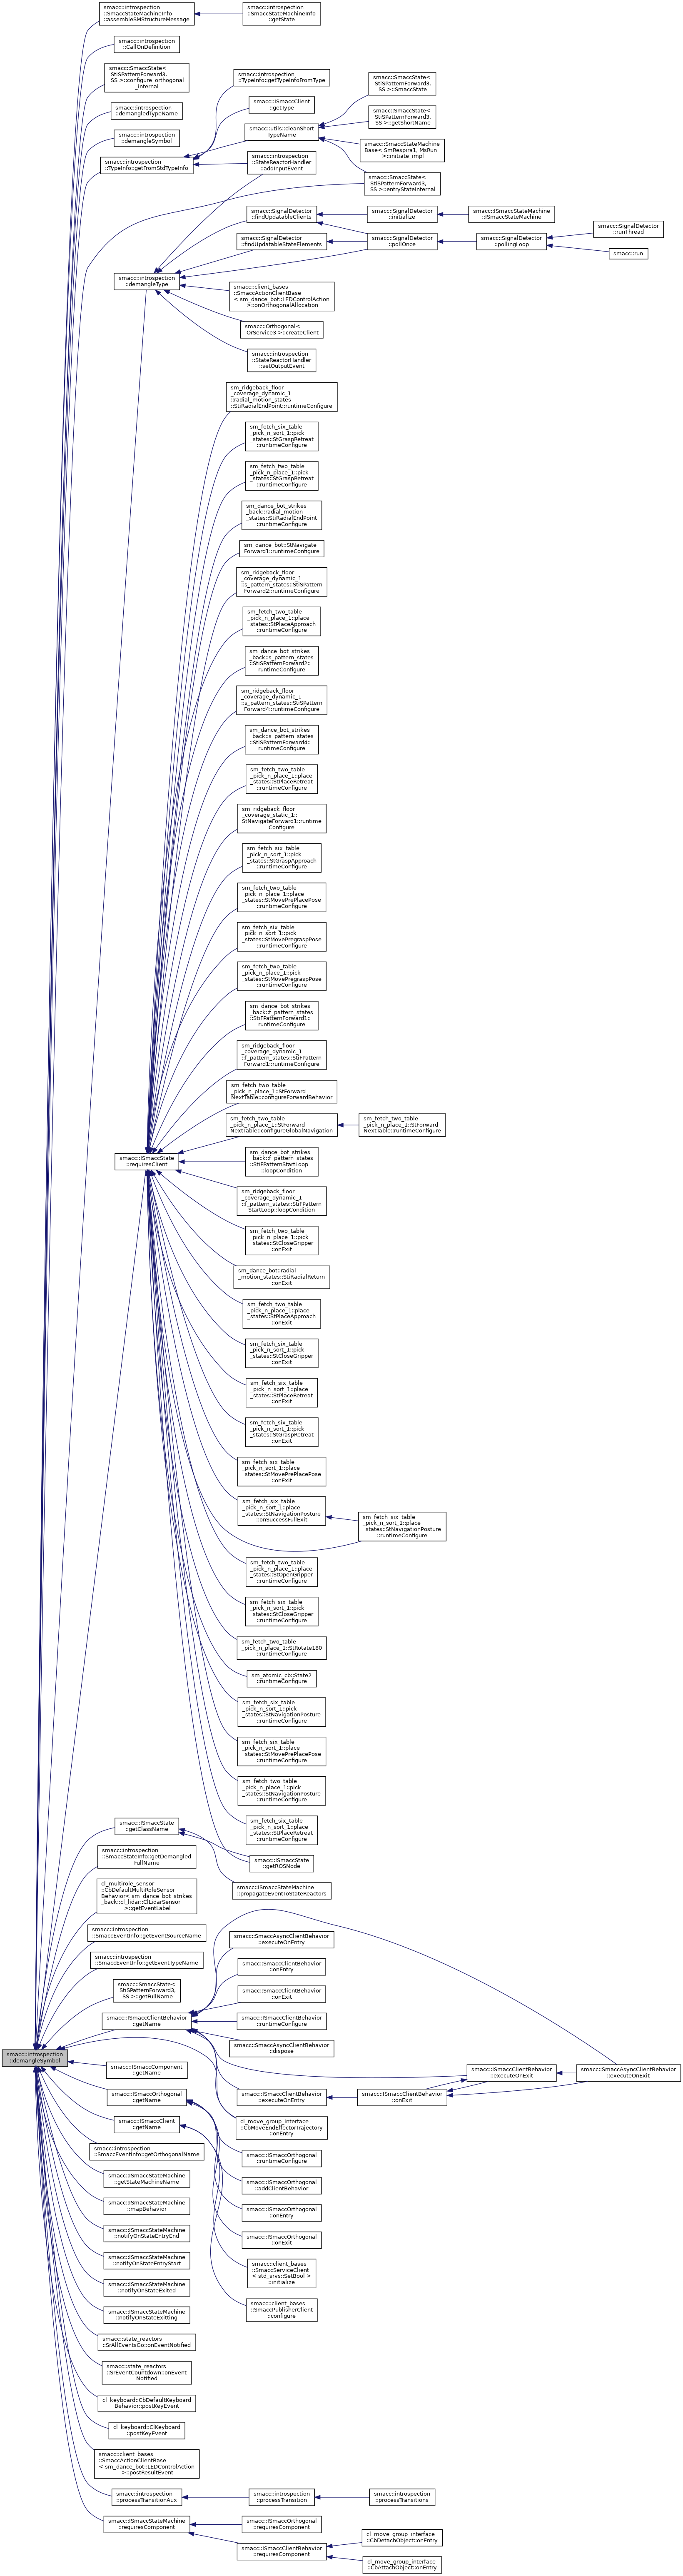 smacc::introspection
::SmaccStateMachineInfo
::assembleSMStructureMessage
smacc::introspection
::SmaccStateMachineInfo
::getState
smacc::introspection
::CallOnDefinition
smacc::SmaccState<
StiSPatternForward3,
SS >::configure_orthogonal
_internal
smacc::introspection
::demangledTypeName
smacc::introspection
::demangleSymbol
smacc::introspection
::TypeInfo::getFromStdTypeInfo
smacc::introspection
::TypeInfo::getTypeInfoFromType
smacc::ISmaccClient
::getType
smacc::utils::cleanShort
TypeName
smacc::introspection
::StateReactorHandler
::addInputEvent
smacc::SmaccState<
StiSPatternForward3,
SS >::SmaccState
smacc::SmaccState<
StiSPatternForward3,
SS >::getShortName
smacc::SmaccStateMachine
Base< SmRespira1, MsRun
>::initiate_impl
smacc::SmaccState<
StiSPatternForward3,
SS >::entryStateInternal
smacc::SignalDetector
::findUpdatableClients
smacc::SignalDetector
::initialize
smacc::ISmaccStateMachine
::ISmaccStateMachine
smacc::SignalDetector
::findUpdatableStateElements
smacc::SignalDetector
::pollOnce
smacc::SignalDetector
::pollingLoop
smacc::SignalDetector
::runThread
smacc::run
smacc::introspection
::demangleType
smacc::client_bases
::SmaccActionClientBase
< sm_dance_bot::LEDControlAction
>::onOrthogonalAllocation
smacc::Orthogonal<
OrService3 >::createClient
smacc::introspection
::StateReactorHandler
::setOutputEvent
sm_ridgeback_floor
_coverage_dynamic_1
::radial_motion_states
::StiRadialEndPoint::runtimeConfigure
sm_fetch_six_table
_pick_n_sort_1::pick
_states::StGraspRetreat
::runtimeConfigure
sm_fetch_two_table
_pick_n_place_1::pick
_states::StGraspRetreat
::runtimeConfigure
sm_dance_bot_strikes
_back::radial_motion
_states::StiRadialEndPoint
::runtimeConfigure
sm_dance_bot::StNavigate
Forward1::runtimeConfigure
sm_ridgeback_floor
_coverage_dynamic_1
::s_pattern_states::StiSPattern
Forward2::runtimeConfigure
sm_fetch_two_table
_pick_n_place_1::place
_states::StPlaceApproach
::runtimeConfigure
sm_dance_bot_strikes
_back::s_pattern_states
::StiSPatternForward2::
runtimeConfigure
sm_ridgeback_floor
_coverage_dynamic_1
::s_pattern_states::StiSPattern
Forward4::runtimeConfigure
sm_dance_bot_strikes
_back::s_pattern_states
::StiSPatternForward4::
runtimeConfigure
sm_fetch_two_table
_pick_n_place_1::place
_states::StPlaceRetreat
::runtimeConfigure
sm_ridgeback_floor
_coverage_static_1::
StNavigateForward1::runtime
Configure
sm_fetch_six_table
_pick_n_sort_1::pick
_states::StGraspApproach
::runtimeConfigure
sm_fetch_two_table
_pick_n_place_1::place
_states::StMovePrePlacePose
::runtimeConfigure
sm_fetch_six_table
_pick_n_sort_1::pick
_states::StMovePregraspPose
::runtimeConfigure
sm_fetch_two_table
_pick_n_place_1::pick
_states::StMovePregraspPose
::runtimeConfigure
sm_dance_bot_strikes
_back::f_pattern_states
::StiFPatternForward1::
runtimeConfigure
sm_ridgeback_floor
_coverage_dynamic_1
::f_pattern_states::StiFPattern
Forward1::runtimeConfigure
sm_fetch_two_table
_pick_n_place_1::StForward
NextTable::configureForwardBehavior
sm_fetch_two_table
_pick_n_place_1::StForward
NextTable::configureGlobalNavigation
sm_fetch_two_table
_pick_n_place_1::StForward
NextTable::runtimeConfigure
smacc::ISmaccState
::requiresClient
sm_dance_bot_strikes
_back::f_pattern_states
::StiFPatternStartLoop
::loopCondition
sm_ridgeback_floor
_coverage_dynamic_1
::f_pattern_states::StiFPattern
StartLoop::loopCondition
sm_fetch_two_table
_pick_n_place_1::pick
_states::StCloseGripper
::onExit
sm_dance_bot::radial
_motion_states::StiRadialReturn
::onExit
sm_fetch_two_table
_pick_n_place_1::place
_states::StPlaceApproach
::onExit
sm_fetch_six_table
_pick_n_sort_1::pick
_states::StCloseGripper
::onExit
sm_fetch_six_table
_pick_n_sort_1::place
_states::StPlaceRetreat
::onExit
sm_fetch_six_table
_pick_n_sort_1::pick
_states::StGraspRetreat
::onExit
sm_fetch_six_table
_pick_n_sort_1::place
_states::StMovePrePlacePose
::onExit
sm_fetch_six_table
_pick_n_sort_1::place
_states::StNavigationPosture
::onSuccessFullExit
sm_fetch_six_table
_pick_n_sort_1::place
_states::StNavigationPosture
::runtimeConfigure
sm_fetch_two_table
_pick_n_place_1::place
_states::StOpenGripper
::runtimeConfigure
sm_fetch_six_table
_pick_n_sort_1::pick
_states::StCloseGripper
::runtimeConfigure
sm_fetch_two_table
_pick_n_place_1::StRotate180
::runtimeConfigure
sm_atomic_cb::State2
::runtimeConfigure
sm_fetch_six_table
_pick_n_sort_1::pick
_states::StNavigationPosture
::runtimeConfigure
sm_fetch_six_table
_pick_n_sort_1::place
_states::StMovePrePlacePose
::runtimeConfigure
sm_fetch_two_table
_pick_n_place_1::pick
_states::StNavigationPosture
::runtimeConfigure
sm_fetch_six_table
_pick_n_sort_1::place
_states::StPlaceRetreat
::runtimeConfigure
smacc::ISmaccState
::getClassName
smacc::ISmaccState
::getROSNode
smacc::ISmaccStateMachine
::propagateEventToStateReactors
smacc::introspection
::SmaccStateInfo::getDemangled
FullName
cl_multirole_sensor
::CbDefaultMultiRoleSensor
Behavior< sm_dance_bot_strikes
_back::cl_lidar::ClLidarSensor
>::getEventLabel
smacc::introspection
::SmaccEventInfo::getEventSourceName
smacc::introspection
::SmaccEventInfo::getEventTypeName
smacc::SmaccState<
StiSPatternForward3,
SS >::getFullName
smacc::ISmaccClientBehavior
::getName
smacc::SmaccAsyncClientBehavior
::executeOnEntry
smacc::SmaccClientBehavior
::onEntry
smacc::SmaccClientBehavior
::onExit
smacc::ISmaccClientBehavior
::runtimeConfigure
smacc::SmaccAsyncClientBehavior
::dispose
smacc::introspection
::demangleSymbol
smacc::ISmaccComponent
::getName
smacc::ISmaccClientBehavior
::executeOnExit
smacc::SmaccAsyncClientBehavior
::executeOnExit
smacc::ISmaccOrthogonal
::getName
smacc::ISmaccClientBehavior
::executeOnEntry
smacc::ISmaccClientBehavior
::onExit
smacc::ISmaccClient
::getName
cl_move_group_interface
::CbMoveEndEffectorTrajectory
::onEntry
smacc::introspection
::SmaccEventInfo::getOrthogonalName
smacc::ISmaccOrthogonal
::runtimeConfigure
smacc::ISmaccStateMachine
::getStateMachineName
smacc::ISmaccOrthogonal
::addClientBehavior
smacc::ISmaccStateMachine
::mapBehavior
smacc::ISmaccOrthogonal
::onEntry
smacc::ISmaccStateMachine
::notifyOnStateEntryEnd
smacc::ISmaccOrthogonal
::onExit
smacc::ISmaccStateMachine
::notifyOnStateEntryStart
smacc::client_bases
::SmaccServiceClient
< std_srvs::SetBool >
::initialize
smacc::ISmaccStateMachine
::notifyOnStateExited
smacc::client_bases
::SmaccPublisherClient
::configure
smacc::ISmaccStateMachine
::notifyOnStateExitting
smacc::state_reactors
::SrAllEventsGo::onEventNotified
smacc::state_reactors
::SrEventCountdown::onEvent
Notified
cl_keyboard::CbDefaultKeyboard
Behavior::postKeyEvent
cl_keyboard::ClKeyboard
::postKeyEvent
smacc::client_bases
::SmaccActionClientBase
< sm_dance_bot::LEDControlAction
>::postResultEvent
smacc::introspection
::processTransitionAux
smacc::introspection
::processTransition
smacc::introspection
::processTransitions
smacc::ISmaccStateMachine
::requiresComponent
smacc::ISmaccOrthogonal
::requiresComponent
smacc::ISmaccClientBehavior
::requiresComponent
cl_move_group_interface
::CbDetachObject::onEntry
cl_move_group_interface
::CbAttachObject::onEntry